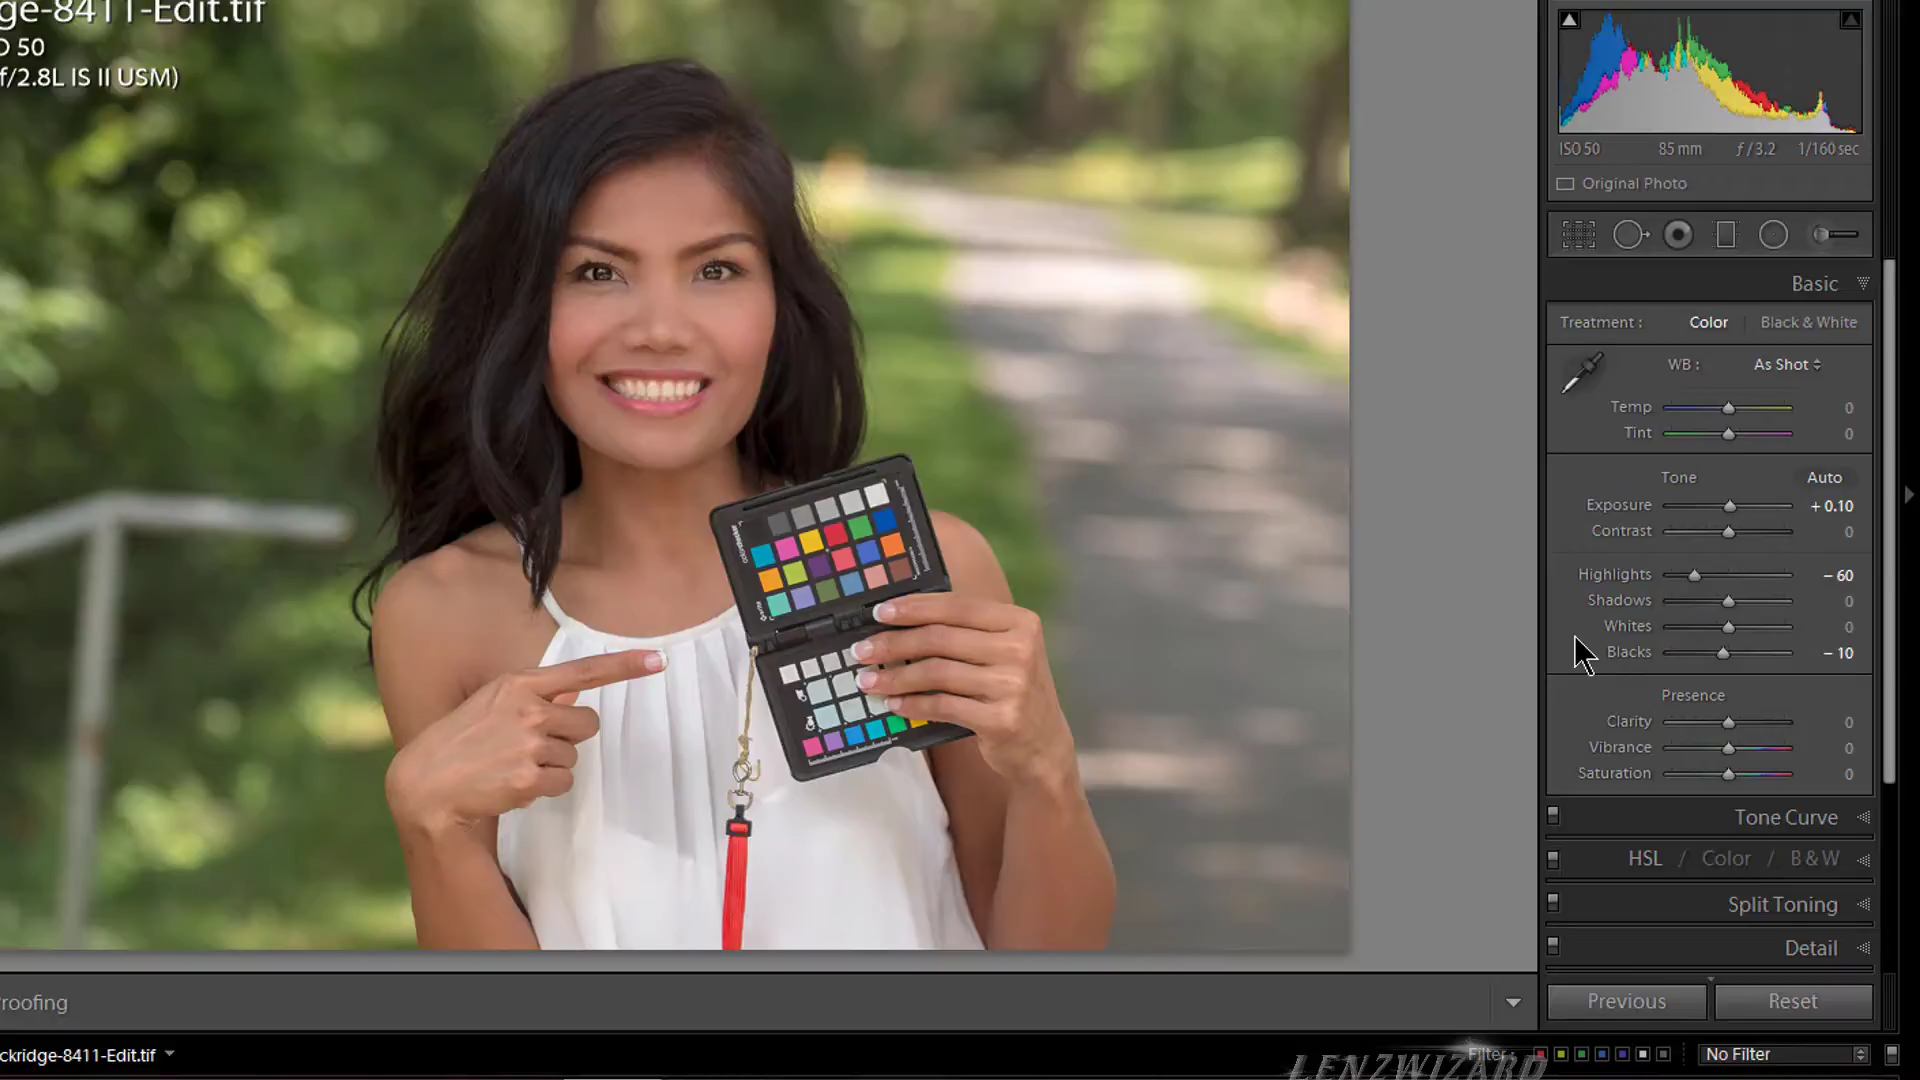 ge-8411-Edit.tif
O 50
f/2.8L IS II USM)
ISO 50 85 mm ƒ / 3.2 1/160 sec
Original Photo
Basic
Treatment : Color Black & White
WB : As Shot
Temp 0
Tint 0
Tone Auto
Exposure + 0.10
Contrast 0
Highlights – 60
Shadows 0
Whites 0
Blacks – 10
Presence
Clarity 0
Vibrance 0
Saturation 0
Tone Curve
HSL / Color / B & W
Split Toning
Detail
Previous Reset
Proofing
ckridge-8411-Edit.tif
Filter : No Filter
LENZWIZARD